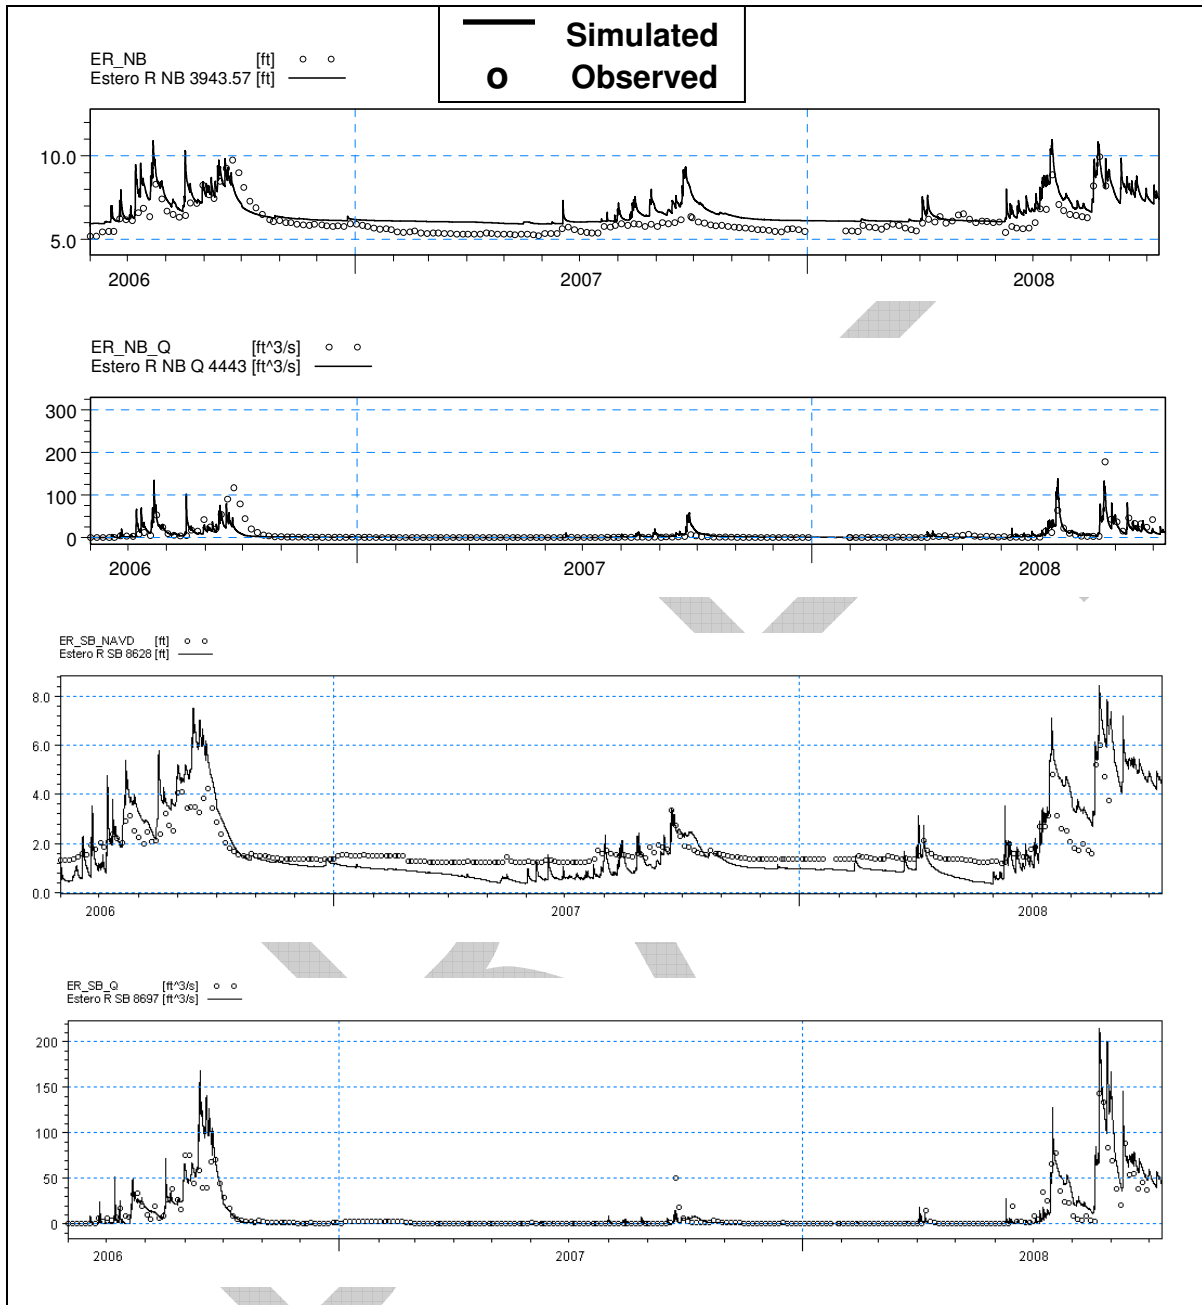 Simulated
o Observed
ER_NB [ft]
Estero R NB 3943.57 [ft]
10.0
5.0
2006 2007 2008
ER_NB_Q [ft^3/s]
Estero R NB Q 4443 [ft^3/s]
300
200
100
0
2006 2007 2008
ER_SB_NAVD [ft]
Estero R SB 8628 [ft]
8.0
6.0
4.0
2.0
0.0
2006 2007 2008
ER_SB_Q [ft^3/s]
Estero R SB 8697 [ft^3/s]
200
150
100
50
0
2006 2007 2008